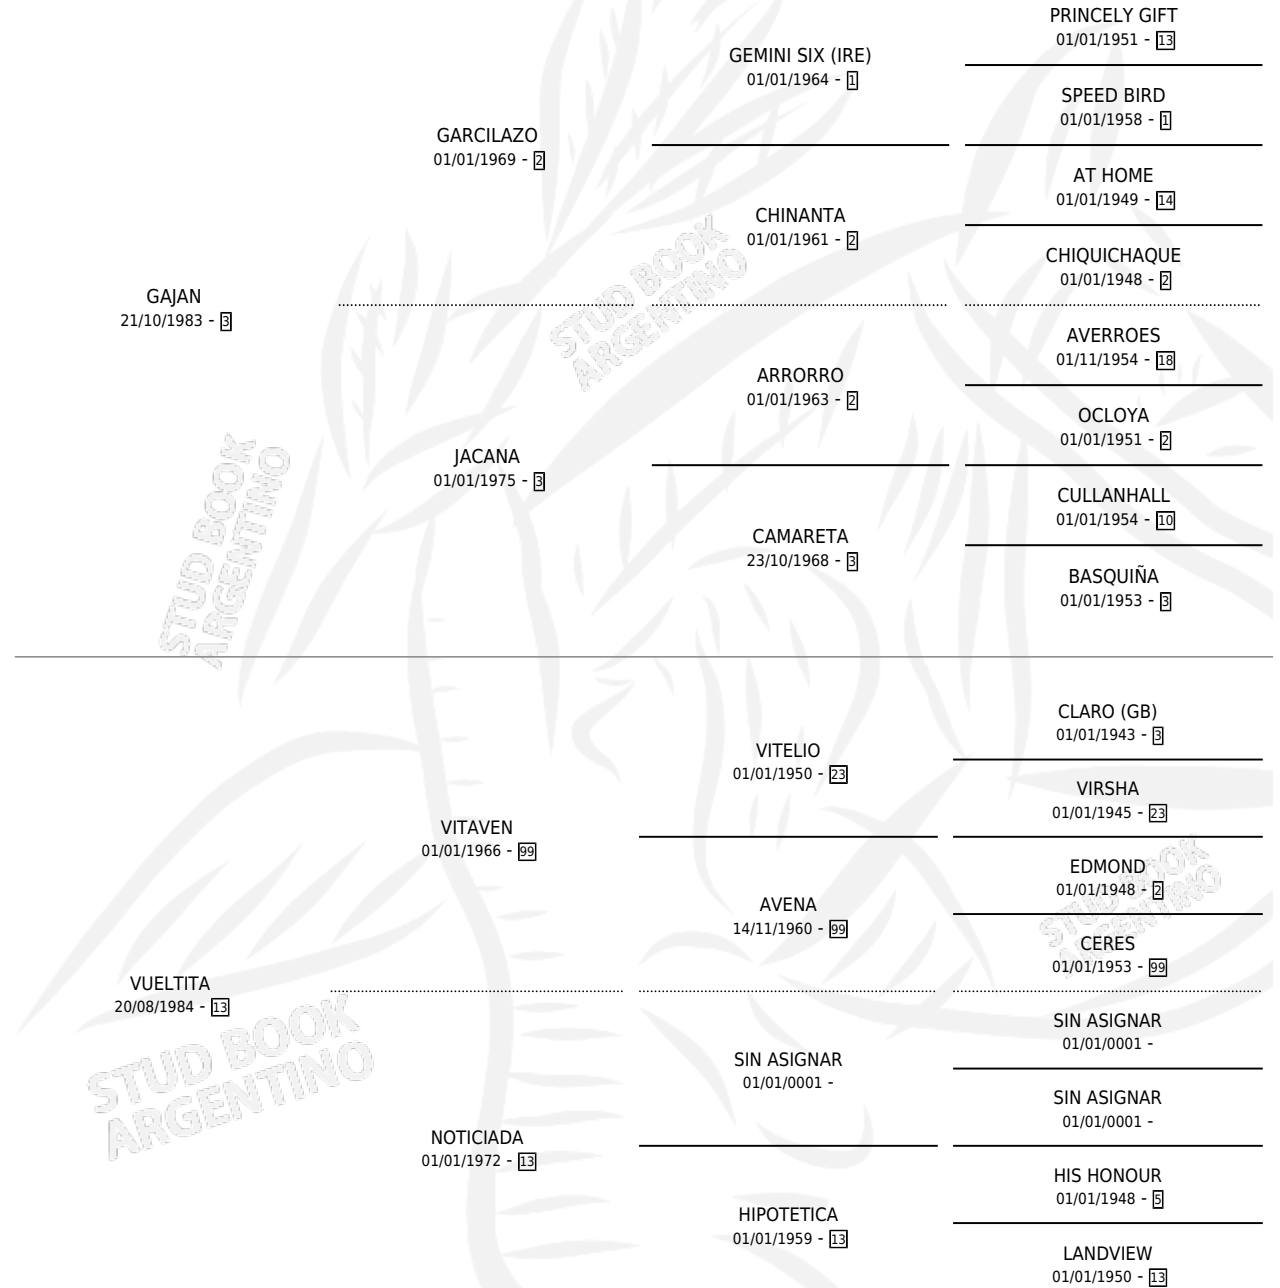 PRINCELY GIFT
01/01/1951 - 13
GEMINI SIX (IRE)
01/01/1964 - 1
SPEED BIRD
01/01/1958 - 1
GARCILAZO
01/01/1969 - 2
AT HOME
01/01/1949 - 14
CHINANTA
01/01/1961 - 2
CHIQUICHAQUE
01/01/1948 - 2
GAJAN
21/10/1983 - 3
AVERROES
01/11/1954 - 18
ARRORRO
01/01/1963 - 2
OCLOYA
01/01/1951 - 2
JACANA
01/01/1975 - 3
CULLANHALL
01/01/1954 - 10
CAMARETA
23/10/1968 - 3
BASQUIÑA
01/01/1953 - 3
STUD BOOK
ARGENTINO
STUD BOOK
ARGENTINO
CLARO (GB)
01/01/1943 - 3
VITELIO
01/01/1950 - 23
VIRSHA
01/01/1945 - 23
VITAVEN
01/01/1966 - 99
EDMOND
01/01/1948 - 2
AVENA
14/11/1960 - 99
CERES
01/01/1953 - 99
VUELTITA
20/08/1984 - 13
SIN ASIGNAR
01/01/0001 -
SIN ASIGNAR
01/01/0001 -
SIN ASIGNAR
01/01/0001 -
NOTICIADA
01/01/1972 - 13
HIS HONOUR
01/01/1948 - 5
HIPOTETICA
01/01/1959 - 13
LANDVIEW
01/01/1950 - 13
STUD BOOK
ARGENTINO
STUD BOOK
ARGENTINO